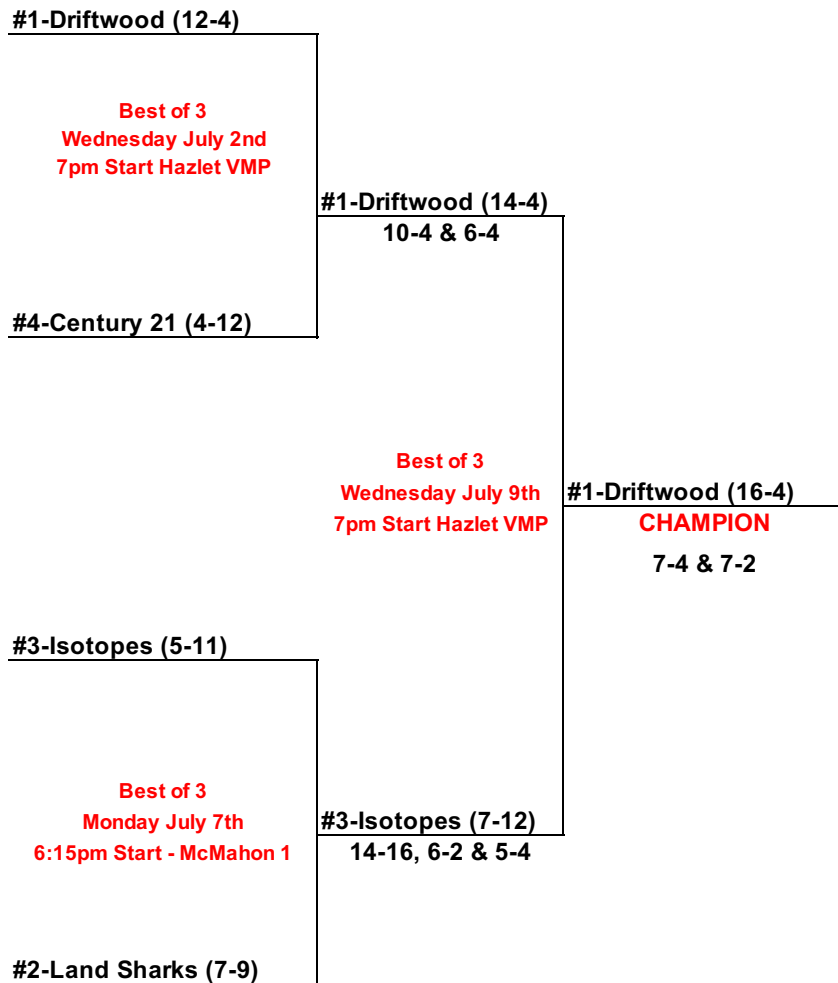 #1-Driftwood (12-4)
Best of 3
Wednesday July 2nd
7pm Start Hazlet VMP
#1-Driftwood (14-4)
10-4 & 6-4
#4-Century 21 (4-12)
Best of 3
Wednesday July 9th
7pm Start Hazlet VMP
#1-Driftwood (16-4)
CHAMPION
7-4 & 7-2
#3-Isotopes (5-11)
Best of 3
Monday July 7th
6:15pm Start - McMahon 1
#3-Isotopes (7-12)
14-16, 6-2 & 5-4
#2-Land Sharks (7-9)